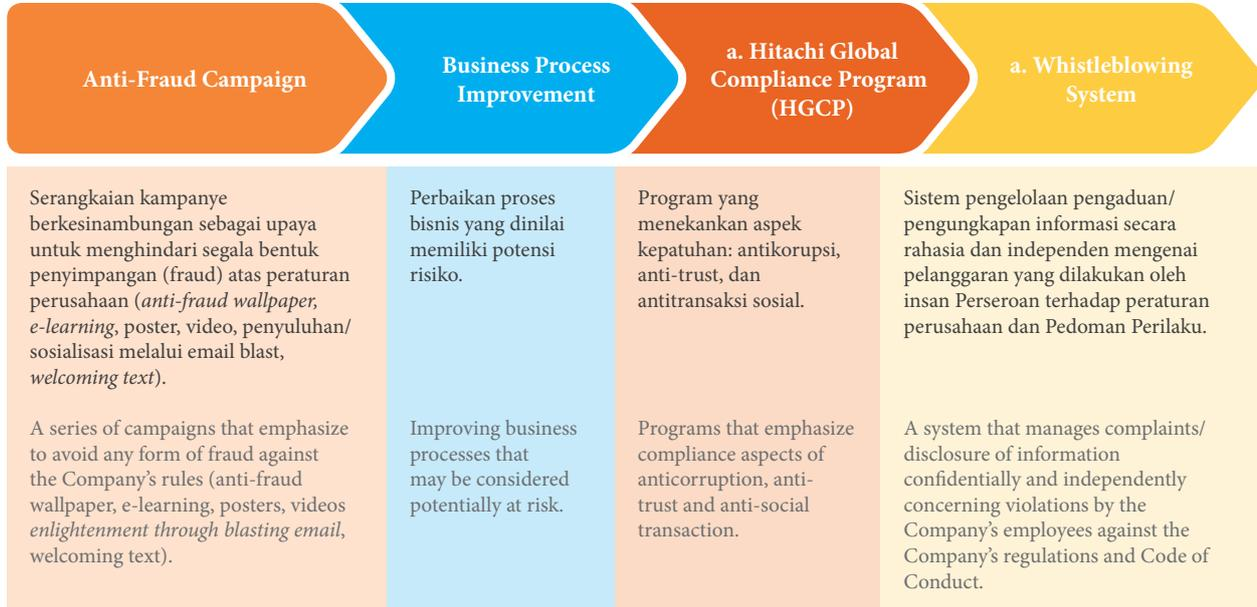 Anti-Fraud Campaign
Business Process
Improvement
a. Hitachi Global
Compliance Program
(HGCP)
a. Whistleblowing
System
Serangkaian kampanye
berkesinambungan sebagai upaya
untuk menghindari segala bentuk
penyimpangan (fraud) atas peraturan
perusahaan (anti-fraud wallpaper,
e-learning, poster, video, penyuluhan/
sosialisasi melalui email blast,
welcoming text).
A series of campaigns that emphasize
to avoid any form of fraud against
the Company’s rules (anti-fraud
wallpaper, e-learning, posters, videos
enlightenment through blasting email,
welcoming text).
Perbaikan proses
bisnis yang dinilai
memiliki potensi
risiko.
Improving business
processes that
may be considered
potentially at risk.
Program yang
menekankan aspek
kepatuhan: antikorupsi,
anti-trust, dan
antitransaksi sosial.
Programs that emphasize
compliance aspects of
anticorruption, anti-
trust and anti-social
transaction.
Sistem pengelolaan pengaduan/
pengungkapan informasi secara
rahasia dan independen mengenai
pelanggaran yang dilakukan oleh
insan Perseroan terhadap peraturan
perusahaan dan Pedoman Perilaku.
A system that manages complaints/
disclosure of information
confidentially and independently
concerning violations by the
Company’s employees against the
Company’s regulations and Code of
Conduct.